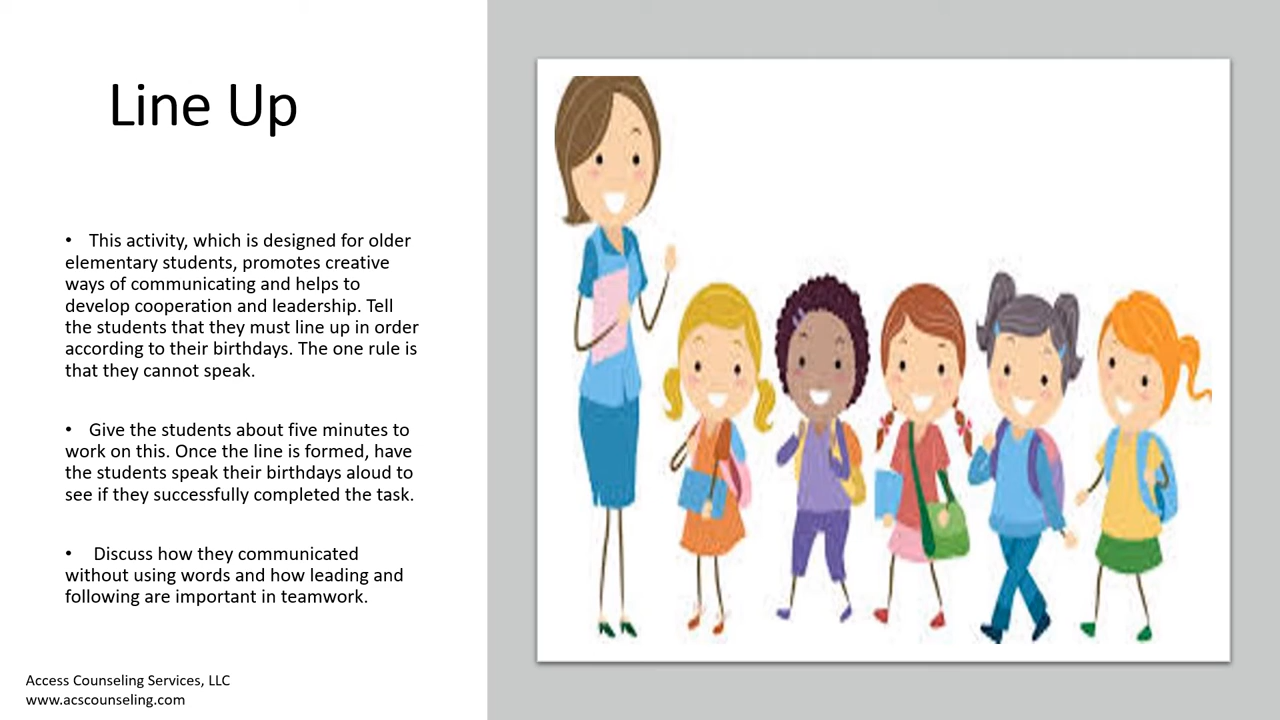 Line Up
• This activity, which is designed for older
elementary students, promotes creative
ways of communicating and helps to
develop cooperation and leadership. Tell
the students that they must line up in order
according to their birthdays. The one rule is
that they cannot speak.
• Give the students about five minutes to
work on this. Once the line is formed, have
the students speak their birthdays aloud to
see if they successfully completed the task.
• Discuss how they communicated
without using words and how leading and
following are important in teamwork.
Access Counseling Services, LLC
www.acscounseling.com